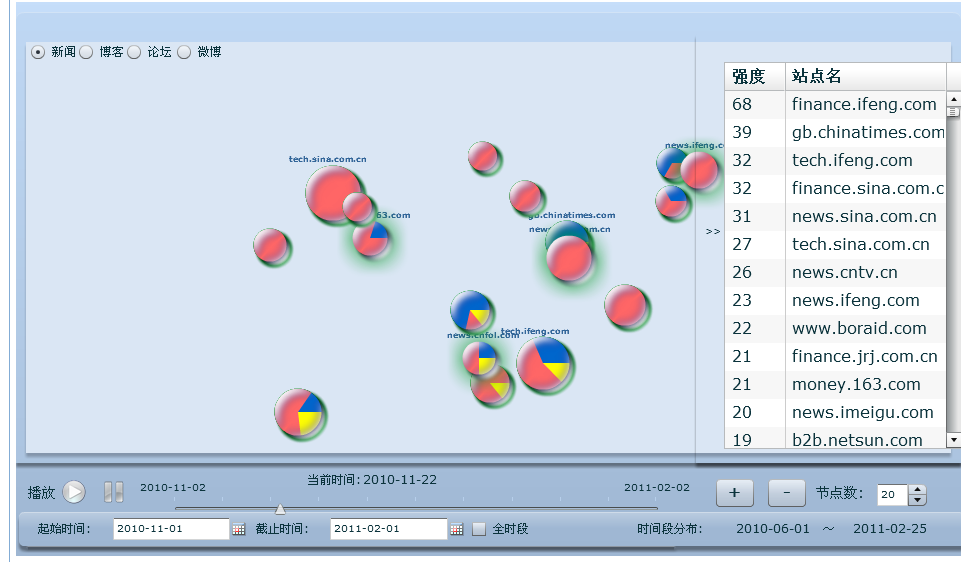 新闻 博客 论坛 微博
强度 站点名
68 finance.ifeng.com
39 gb.chinatimes.com
32 tech.ifeng.com
32 finance.sina.com.c
31 news.sina.com.cn
27 tech.sina.com.cn
26 news.cntv.cn
23 news.ifeng.com
22 www.boraid.com
21 finance.jrj.com.cn
21 money.163.com
20 news.imeigu.com
19 b2b.netsun.com
>>
news.ifeng.c
tech.sina.com.cn
63.com
gb.chinatimes.com
news. m.cn
tech.ifeng.com
news.cnfol.com
播放 2010-11-02 当前时间:2010-11-22 2011-02-02 + - 节点数: 20
起始时间: 2010-11-01 截止时间: 2011-02-01 全时段 时间段分布: 2010-06-01 ~ 2011-02-25